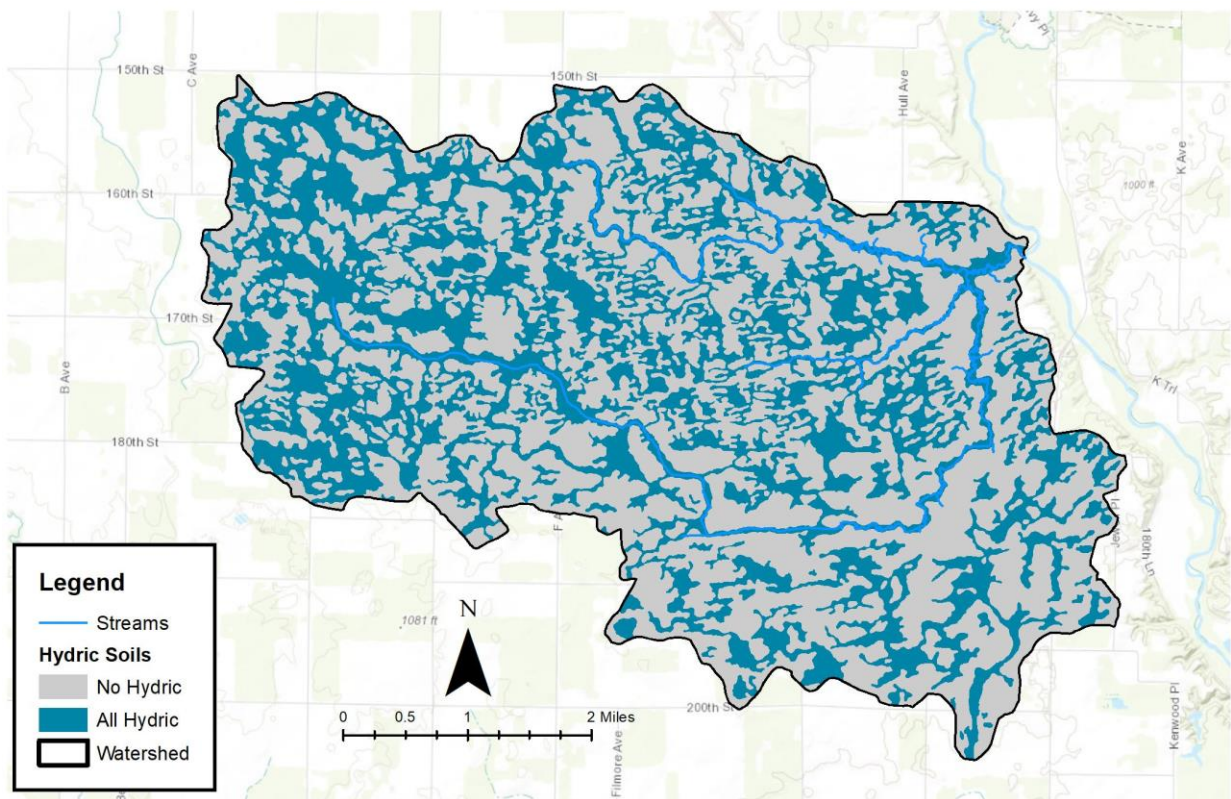 150th St
C Ave
150th St
Hull Ave
K Ave
160th St
1000 ft
170th St
B Ave
K Trl
180th St
180th Ln
Legend
Streams
Hydric Soils
No Hydric
All Hydric
Watershed
N
1081 ft
0 0.5 1 2 Miles
200th St
Filmore Ave
Kenwood Pl